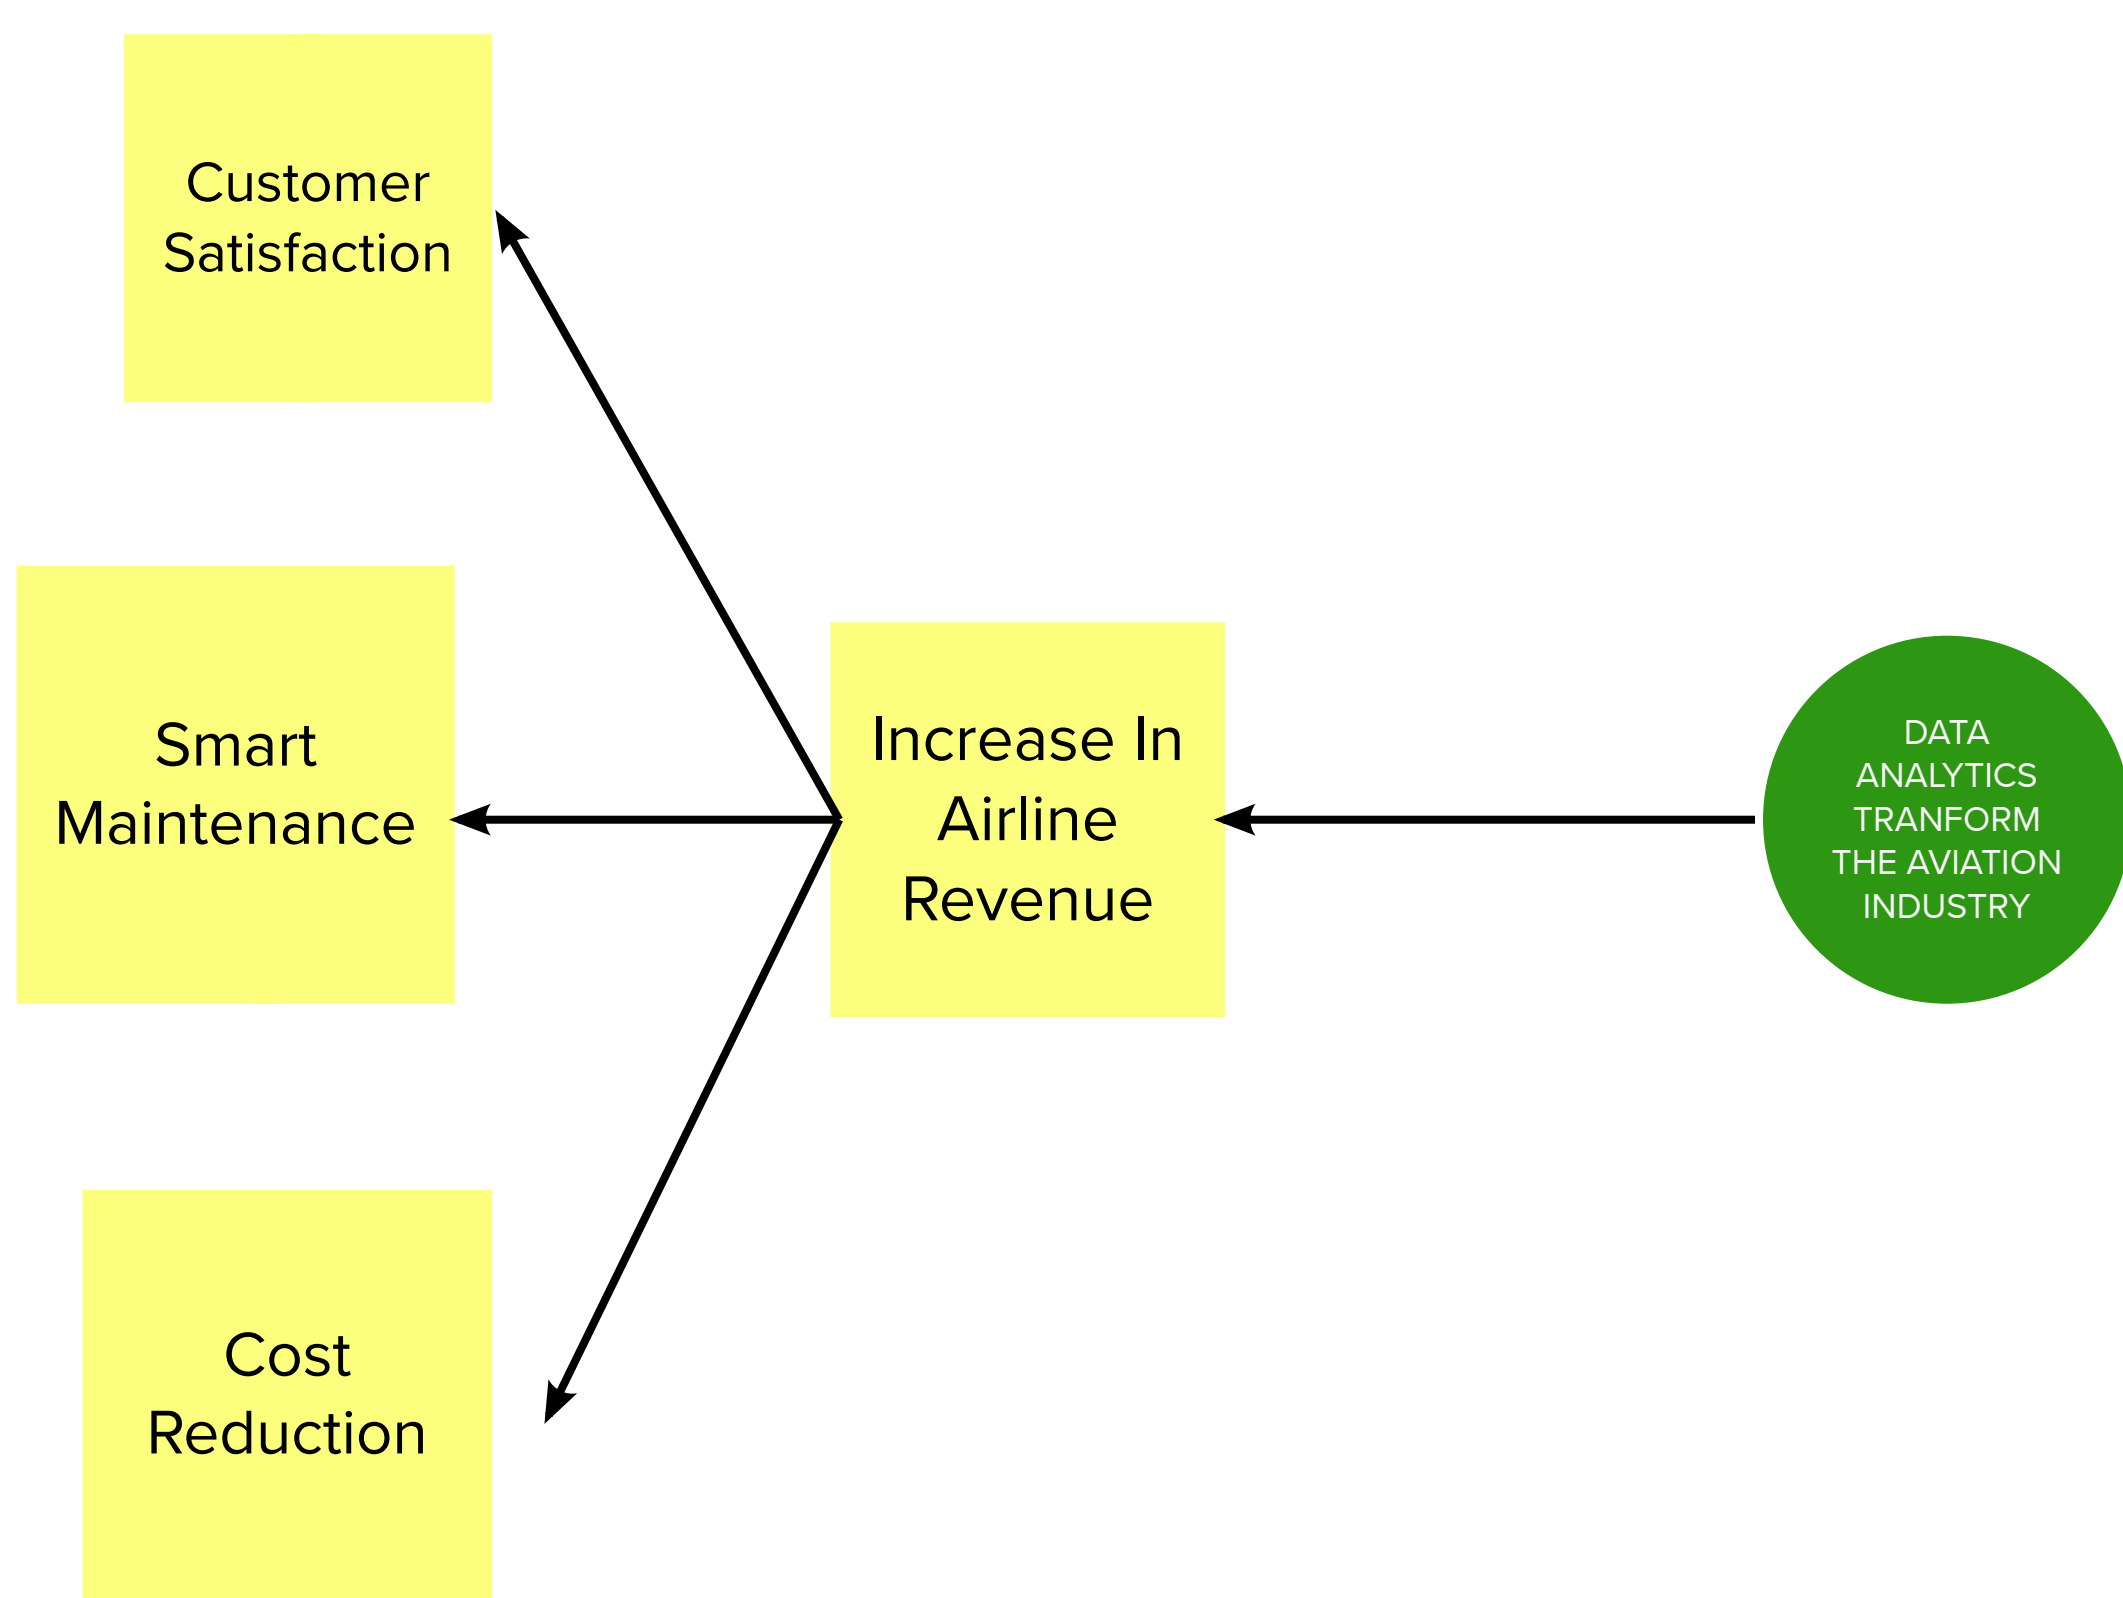 Customer
Satisfaction
Smart
Maintenance
Increase In
Airline
Revenue
DATA
ANALYTICS
TRANFORM
THE AVIATION
INDUSTRY
Cost
Reduction